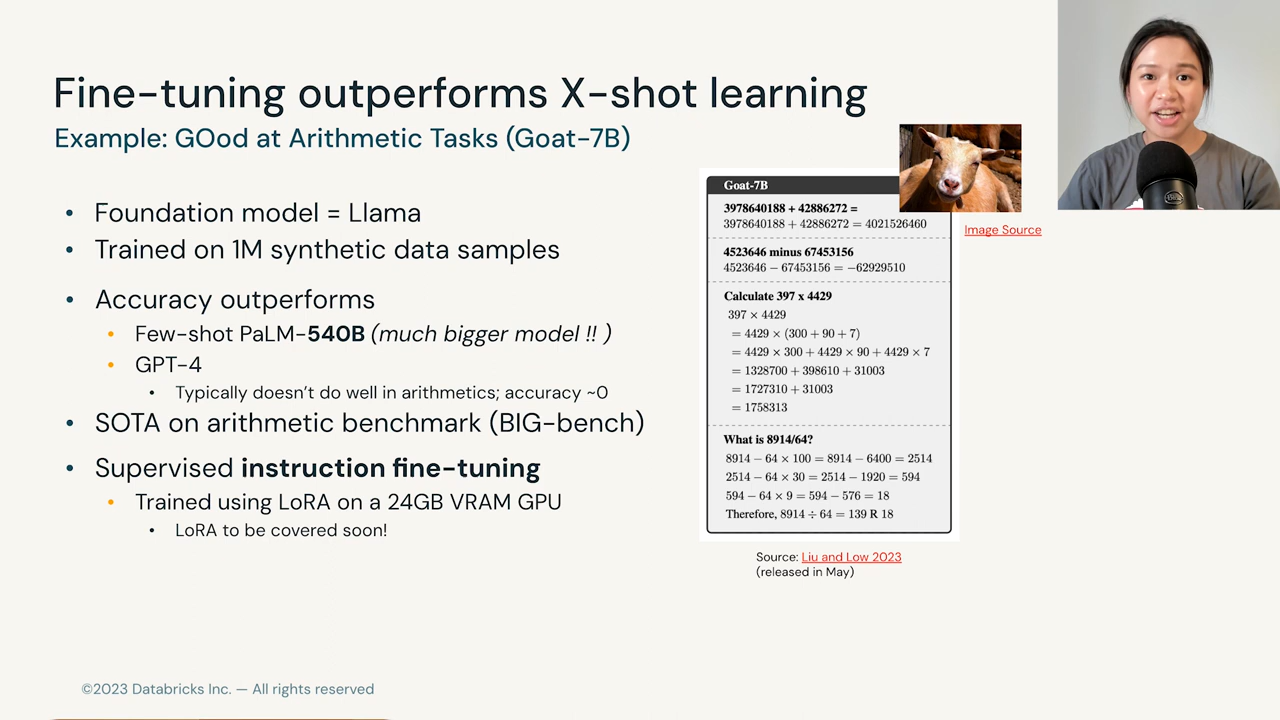 Fine-tuning outperforms X-shot learning
Example: GOod at Arithmetic Tasks (Goat-7B)
• Foundation model = Llama
• Trained on 1M synthetic data samples
• Accuracy outperforms
• Few-shot PaLM-540B (much bigger model !! )
• GPT-4
• Typically doesn't do well in arithmetics; accuracy ~0
• SOTA on arithmetic benchmark (BIG-bench)
• Supervised instruction fine-tuning
• Trained using LoRA on a 24GB VRAM GPU
• LoRA to be covered soon!
Goat-7B
3978640188 + 42886272 =
3978640188 + 42886272 = 4021526460
4523646 minus 67453156
4523646 − 67453156 = −62929510
Calculate 397 x 4429
397 × 4429
= 4429 × (300 + 90 + 7)
= 4429 × 300 + 4429 × 90 + 4429 × 7
= 1328700 + 398610 + 31003
= 1727310 + 31003
= 1758313
What is 8914/64?
8914 − 64 × 100 = 8914 − 6400 = 2514
2514 − 64 × 30 = 2514 − 1920 = 594
594 − 64 × 9 = 594 − 576 = 18
Therefore, 8914 ÷ 64 = 139 R 18
Image Source
Source: Liu and Low 2023
(released in May)
©2023 Databricks Inc. — All rights reserved